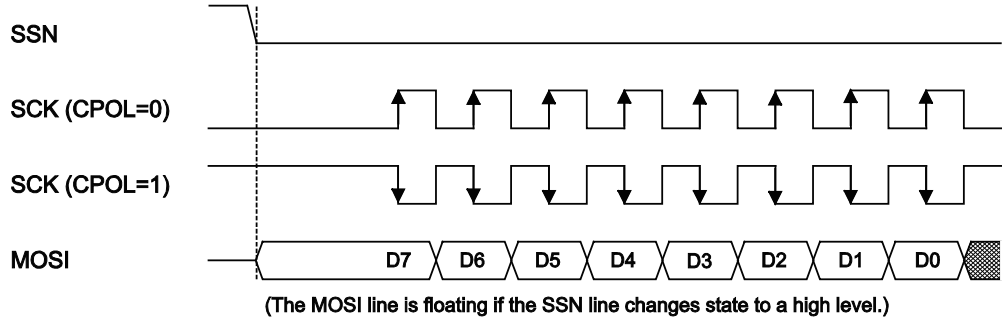 SSN
SCK (CPOL=0)
SCK (CPOL=1)
MOSI D7 D6 D5 D4 D3 D2 D1 D0
(The MOSI line is floating if the SSN line changes state to a high level.)